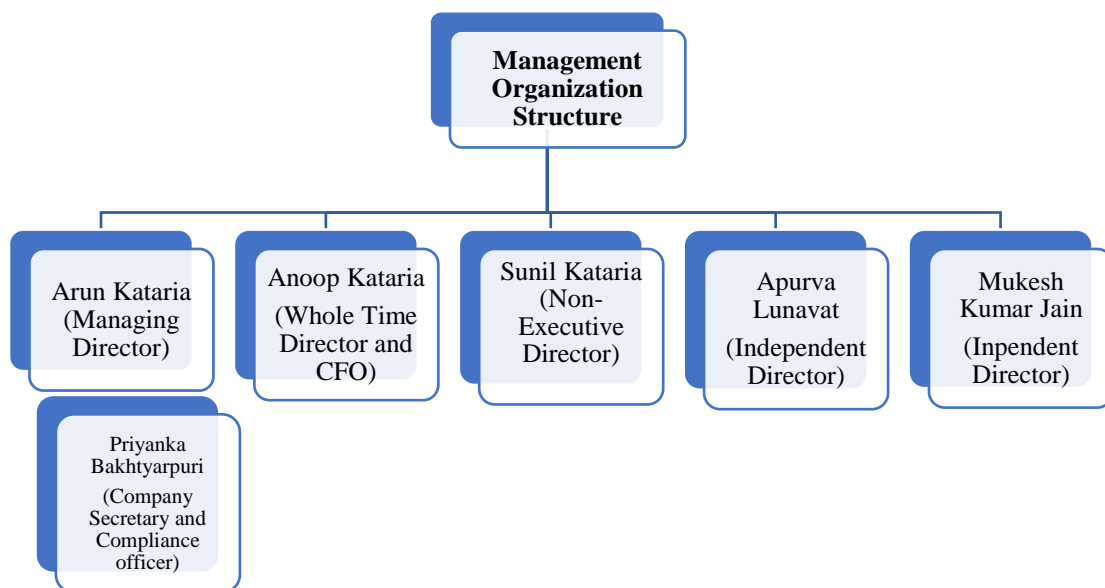 Management
Organization
Structure
Arun Kataria
(Managing
Director)
Anoop Kataria
(Whole Time
Director and
CFO)
Sunil Kataria
(Non-
Executive
Director)
Apurva
Lunavat
(Independent
Director)
Mukesh
Kumar Jain
(Inpendent
Director)
Priyanka
Bakhtyarpuri
(Company
Secretary and
Compliance
officer)